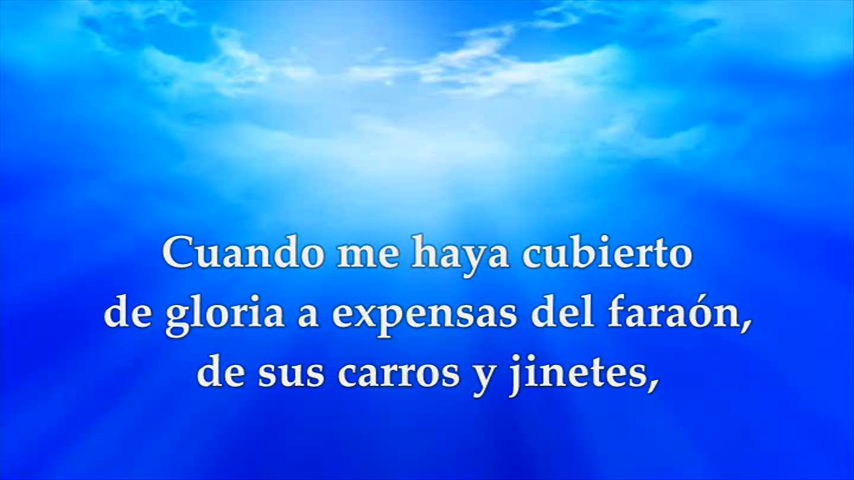 Cuando me haya cubierto
de gloria a expensas del faraón,
de sus carros y jinetes,